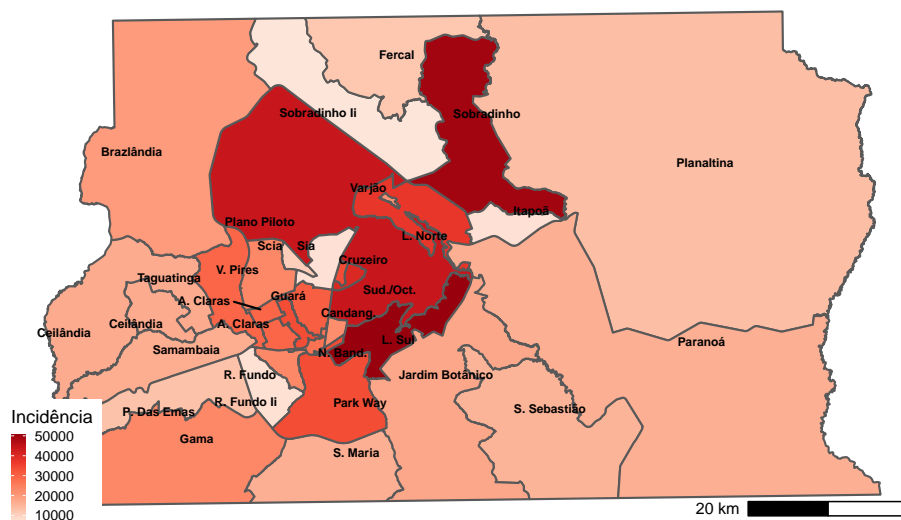 Fercal
Sobradinho Ii
Sobradinho
Brazlândia
Planaltina
Varjão
Itapoã
Plano Piloto
L. Norte
Scia
Sia
Cruzeiro
V. Pires
Taguatinga
Sud./Oct.
Guará
A. Claras
Candang.
Ceilândia
Ceilândia
A. Claras
L. Sul
Paranoá
Samambaia
N. Band.
R. Fundo
Jardim Botânico
R. Fundo Ii
Park Way
P. Das Emas
S. Sebastião
Gama
S. Maria
Incidência
50000
40000
30000
20000
10000
20 km